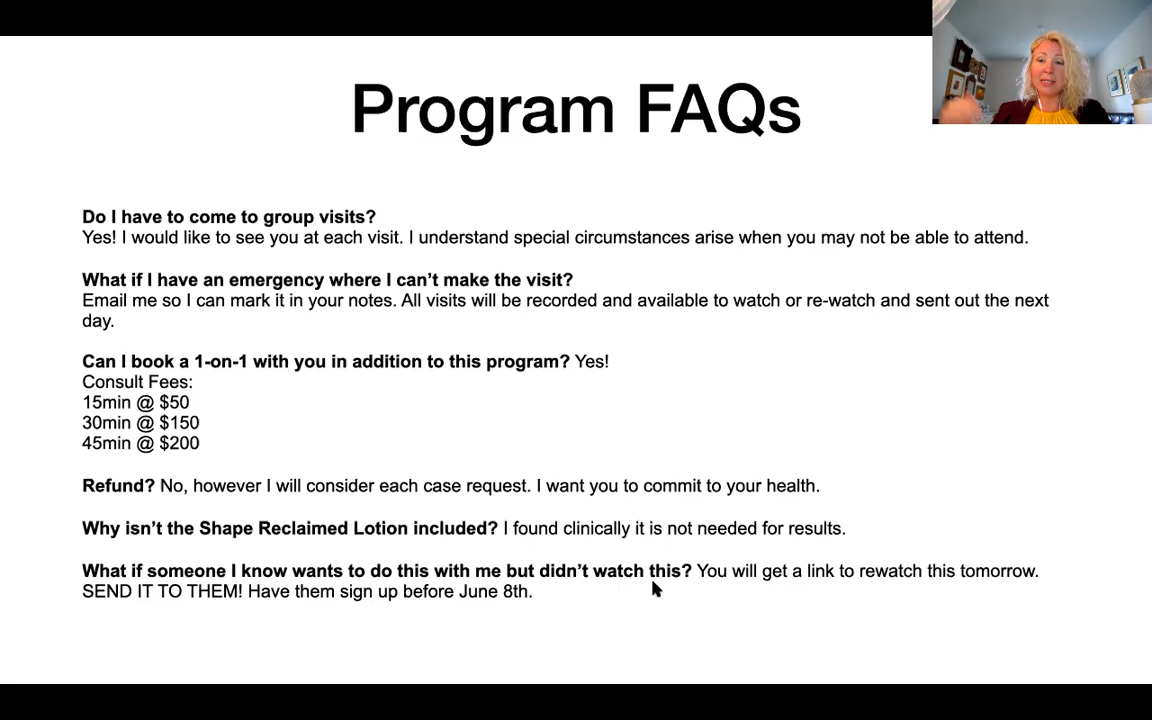 Program FAQs
Do I have to come to group visits?
Yes! I would like to see you at each visit. I understand special circumstances arise when you may not be able to attend.
What if I have an emergency where I can’t make the visit?
Email me so I can mark it in your notes. All visits will be recorded and available to watch or re-watch and sent out the next
day.
Can I book a 1-on-1 with you in addition to this program? Yes!
Consult Fees:
15min @ $50
30min @ $150
45min @ $200
Refund? No, however I will consider each case request. I want you to commit to your health.
Why isn’t the Shape Reclaimed Lotion included? I found clinically it is not needed for results.
What if someone I know wants to do this with me but didn’t watch this? You will get a link to rewatch this tomorrow.
SEND IT TO THEM! Have them sign up before June 8th.